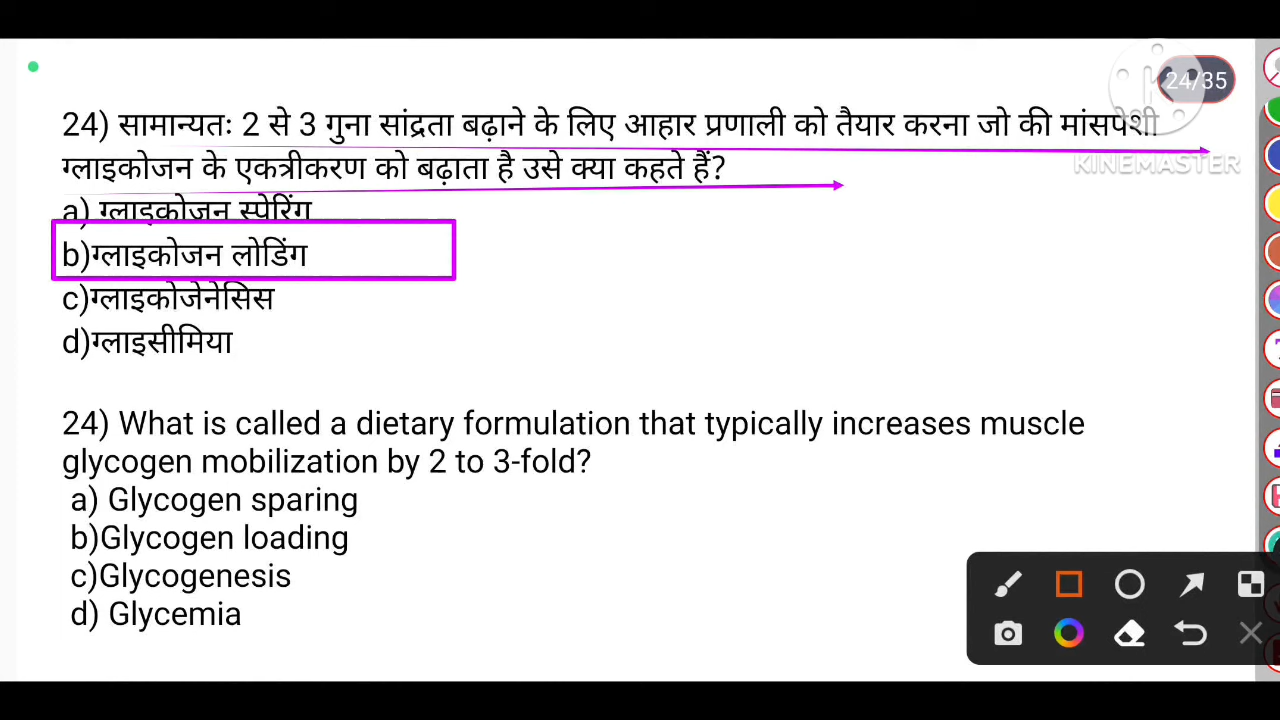 24/35
24) सामान्यतः 2 से 3 गुना सांद्रता बढ़ाने के लिए आहार प्रणाली को तैयार करना जो की मांसपेशी
KINEMASTER
ग्लाइकोजन के एकत्रीकरण को बढ़ाता है उसे क्या कहते हैं?
a) ग्लाइकोजन स्पेरिंग
b)ग्लाइकोजन लोडिंग
c)ग्लाइकोजेनेसिस
d)ग्लाइसीमिया
24) What is called a dietary formulation that typically increases muscle
glycogen mobilization by 2 to 3-fold?
a) Glycogen sparing
b)Glycogen loading
c)Glycogenesis
d) Glycemia